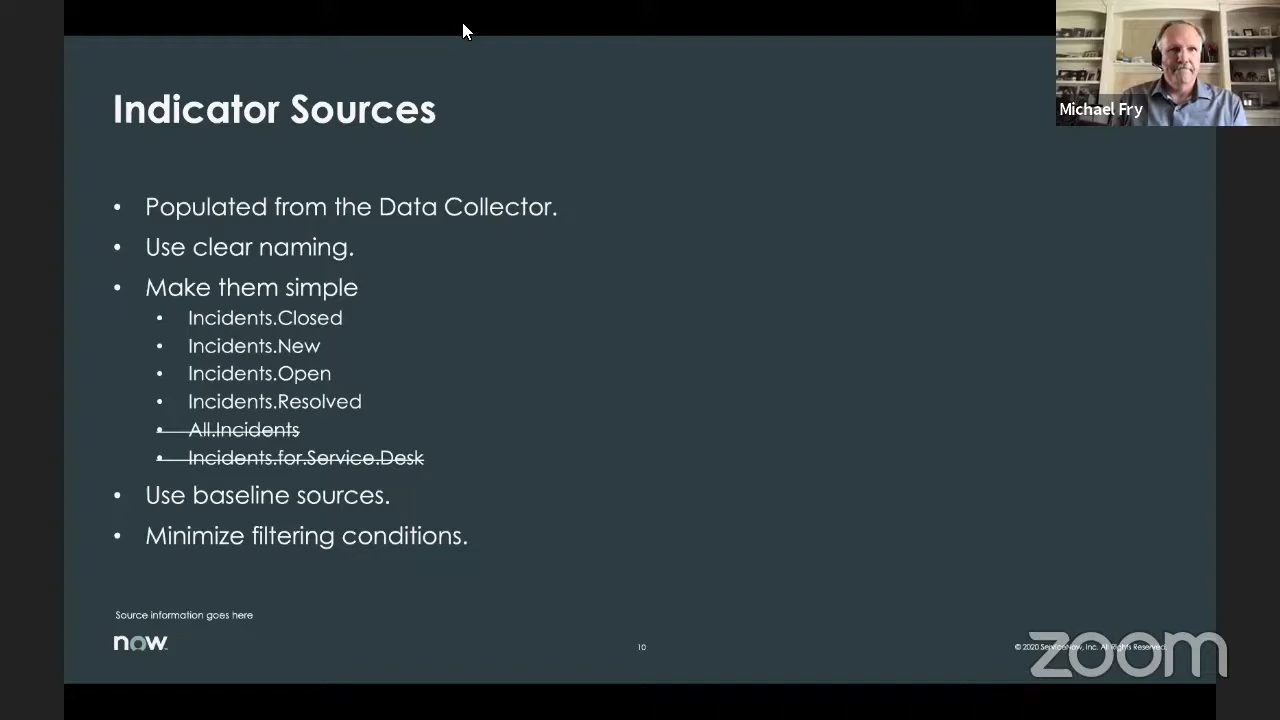 Indicator Sources
Michael Fry
• Populated from the Data Collector.
• Use clear naming.
• Make them simple
• Incidents.Closed
• Incidents.New
• Incidents.Open
• Incidents.Resolved
• All.Incidents
• Incidents.for.Service.Desk
• Use baseline sources.
• Minimize filtering conditions.
Source information goes here
now
10
© 2020 ServiceNow, Inc. All Rights Reserved.
zoom